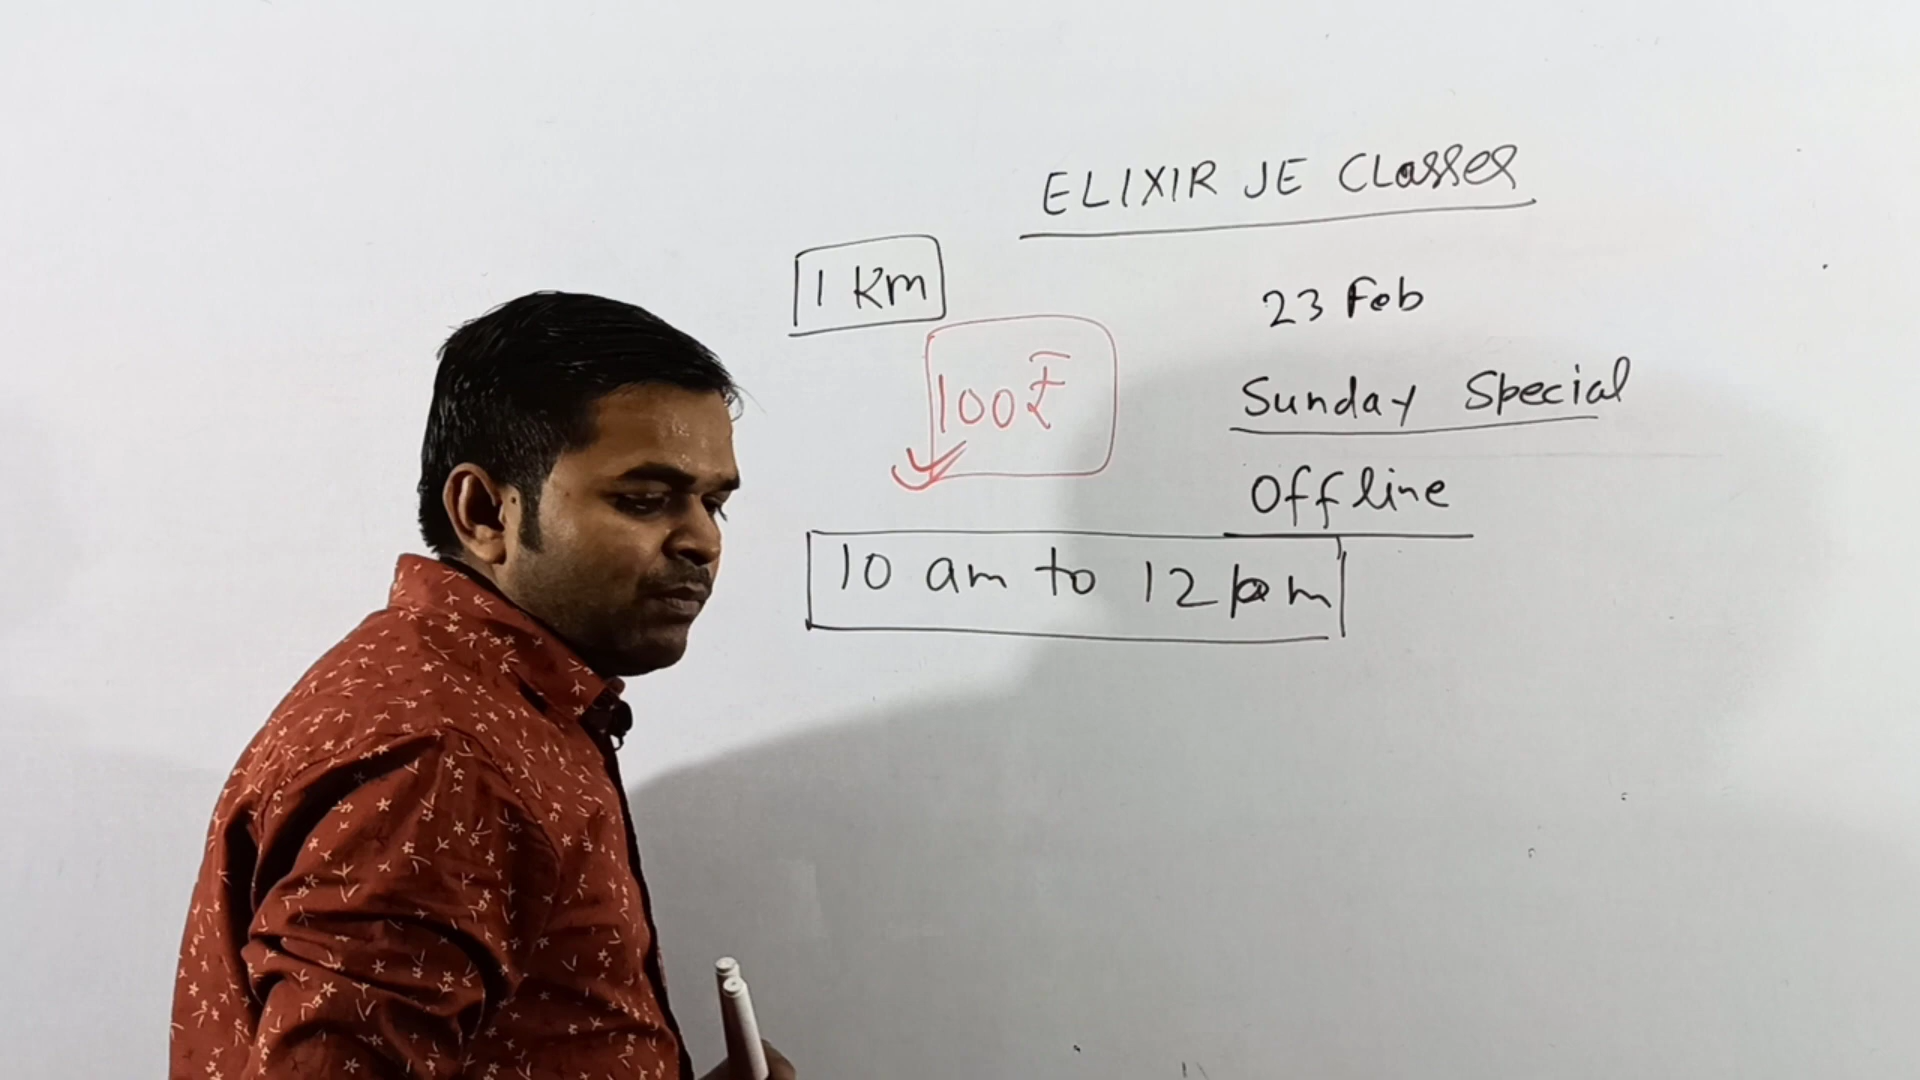 ELIXIR JE Classes
1 km
23 Feb
100₹
Sunday Special
Offline
10 am to 12 pm